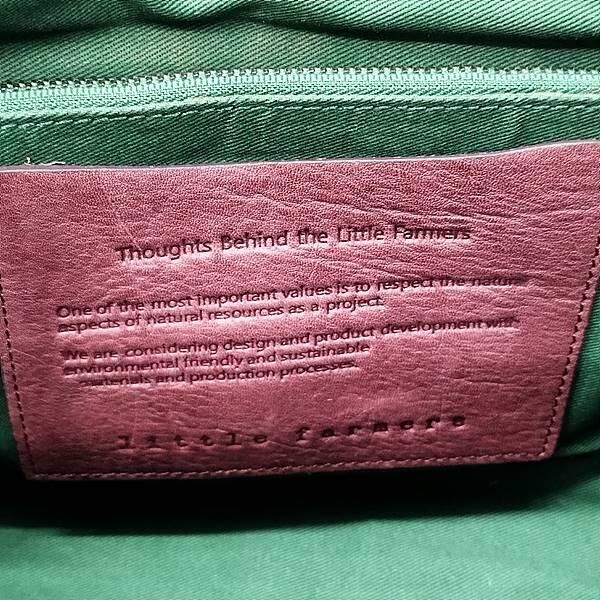 Thoughts Behind the Little Farmers
One of the most important values is to respect the natural
aspects of natural resources as a project.
We are considering design and product development with
environmental friendly and sustainable
materials and production processes.
little farmers